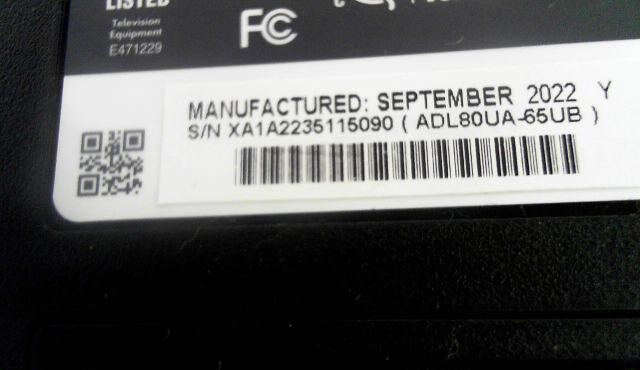 LISTED
Television
Equipment
E471229
FC
MANUFACTURED: SEPTEMBER 2022 Y
S/N XA1A2235115090 ( ADL80UA-65UB )